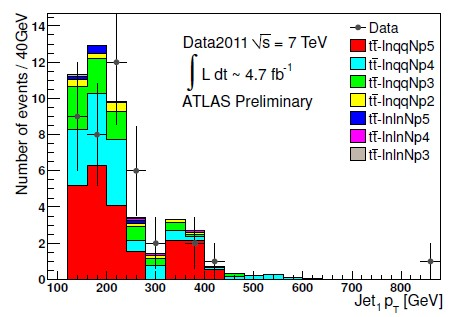 Number of events / 40GeV
14
12
10
8
6
4
2
0
100 200 300 400 500 600 700 800
Jet₁ p_T [GeV]
Data2011 √s = 7 TeV
∫ L dt ~ 4.7 fb⁻¹
ATLAS Preliminary
Data
tt̄-lnqqNp5
tt̄-lnqqNp4
tt̄-lnqqNp3
tt̄-lnqqNp2
tt̄-lnlnNp5
tt̄-lnlnNp4
tt̄-lnlnNp3